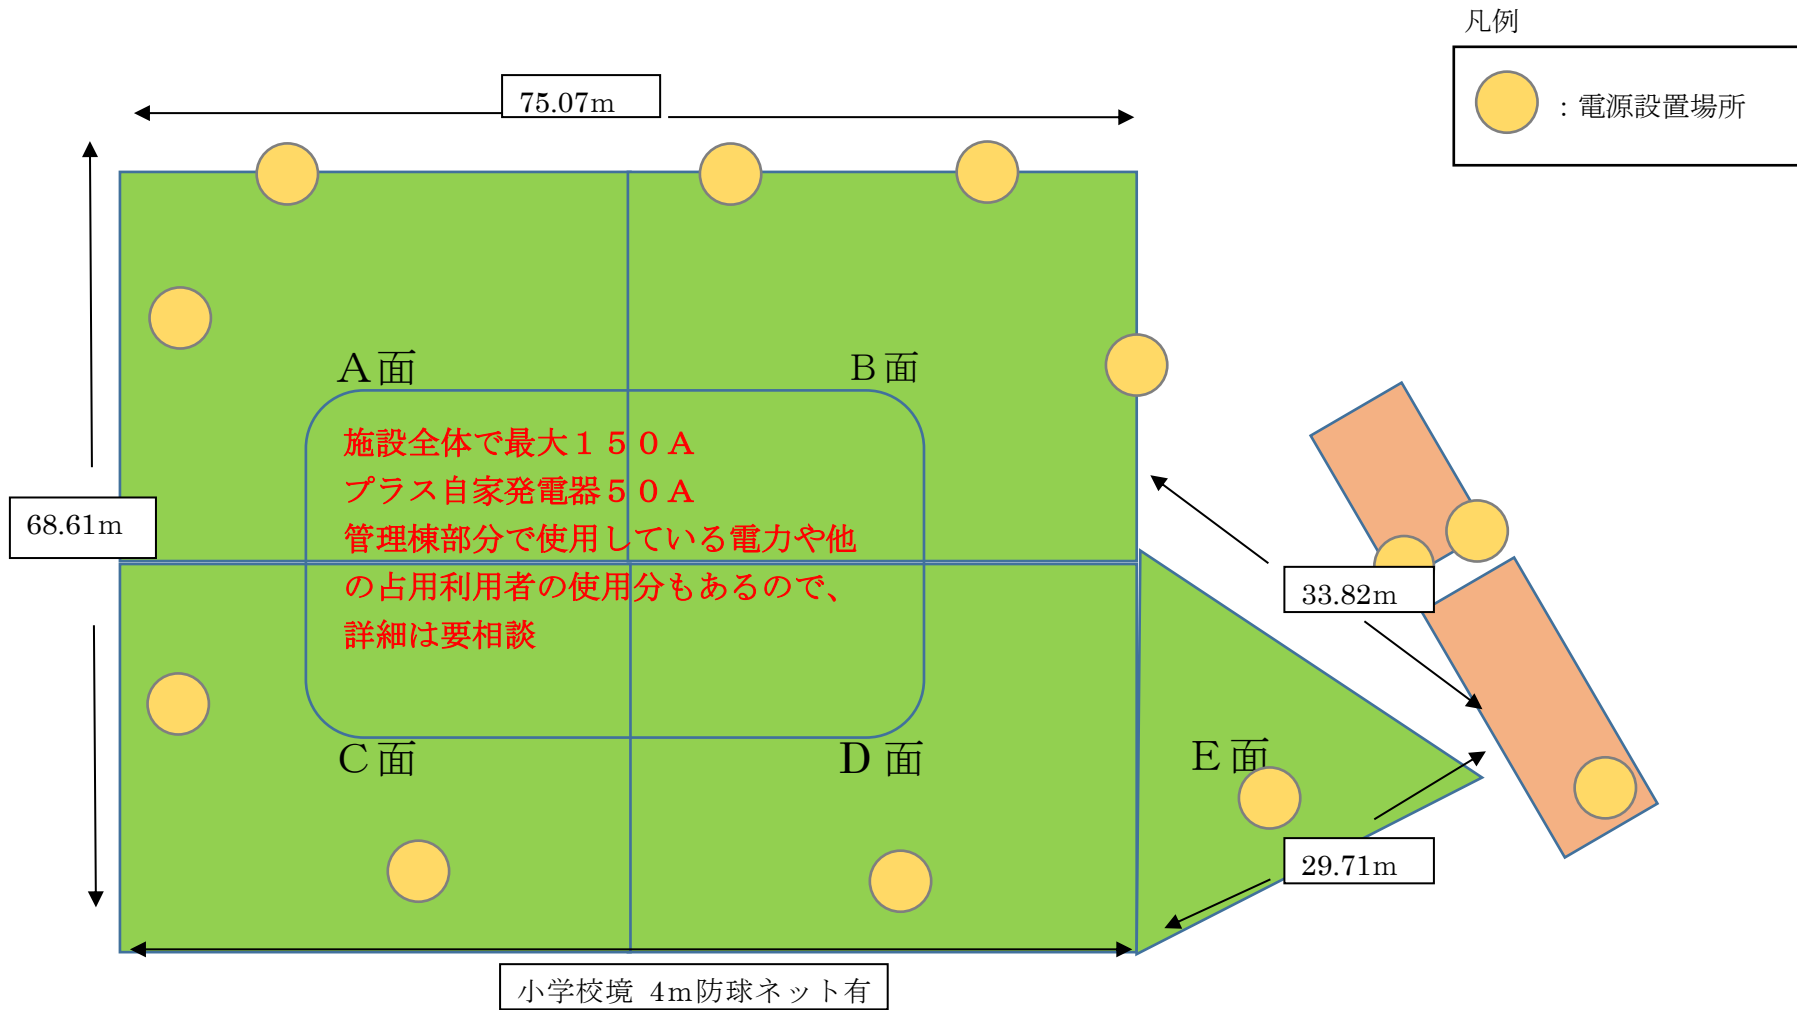 凡例
：電源設置場所
75.07m
68.61m
Ａ面
Ｂ面
施設全体で最大１５０Ａ
プラス自家発電器５０Ａ
管理棟部分で使用している電力や他
の占用利用者の使用分もあるので、
詳細は要相談
33.82m
Ｃ面
Ｄ面
Ｅ面
29.71m
小学校境 4m防球ネット有